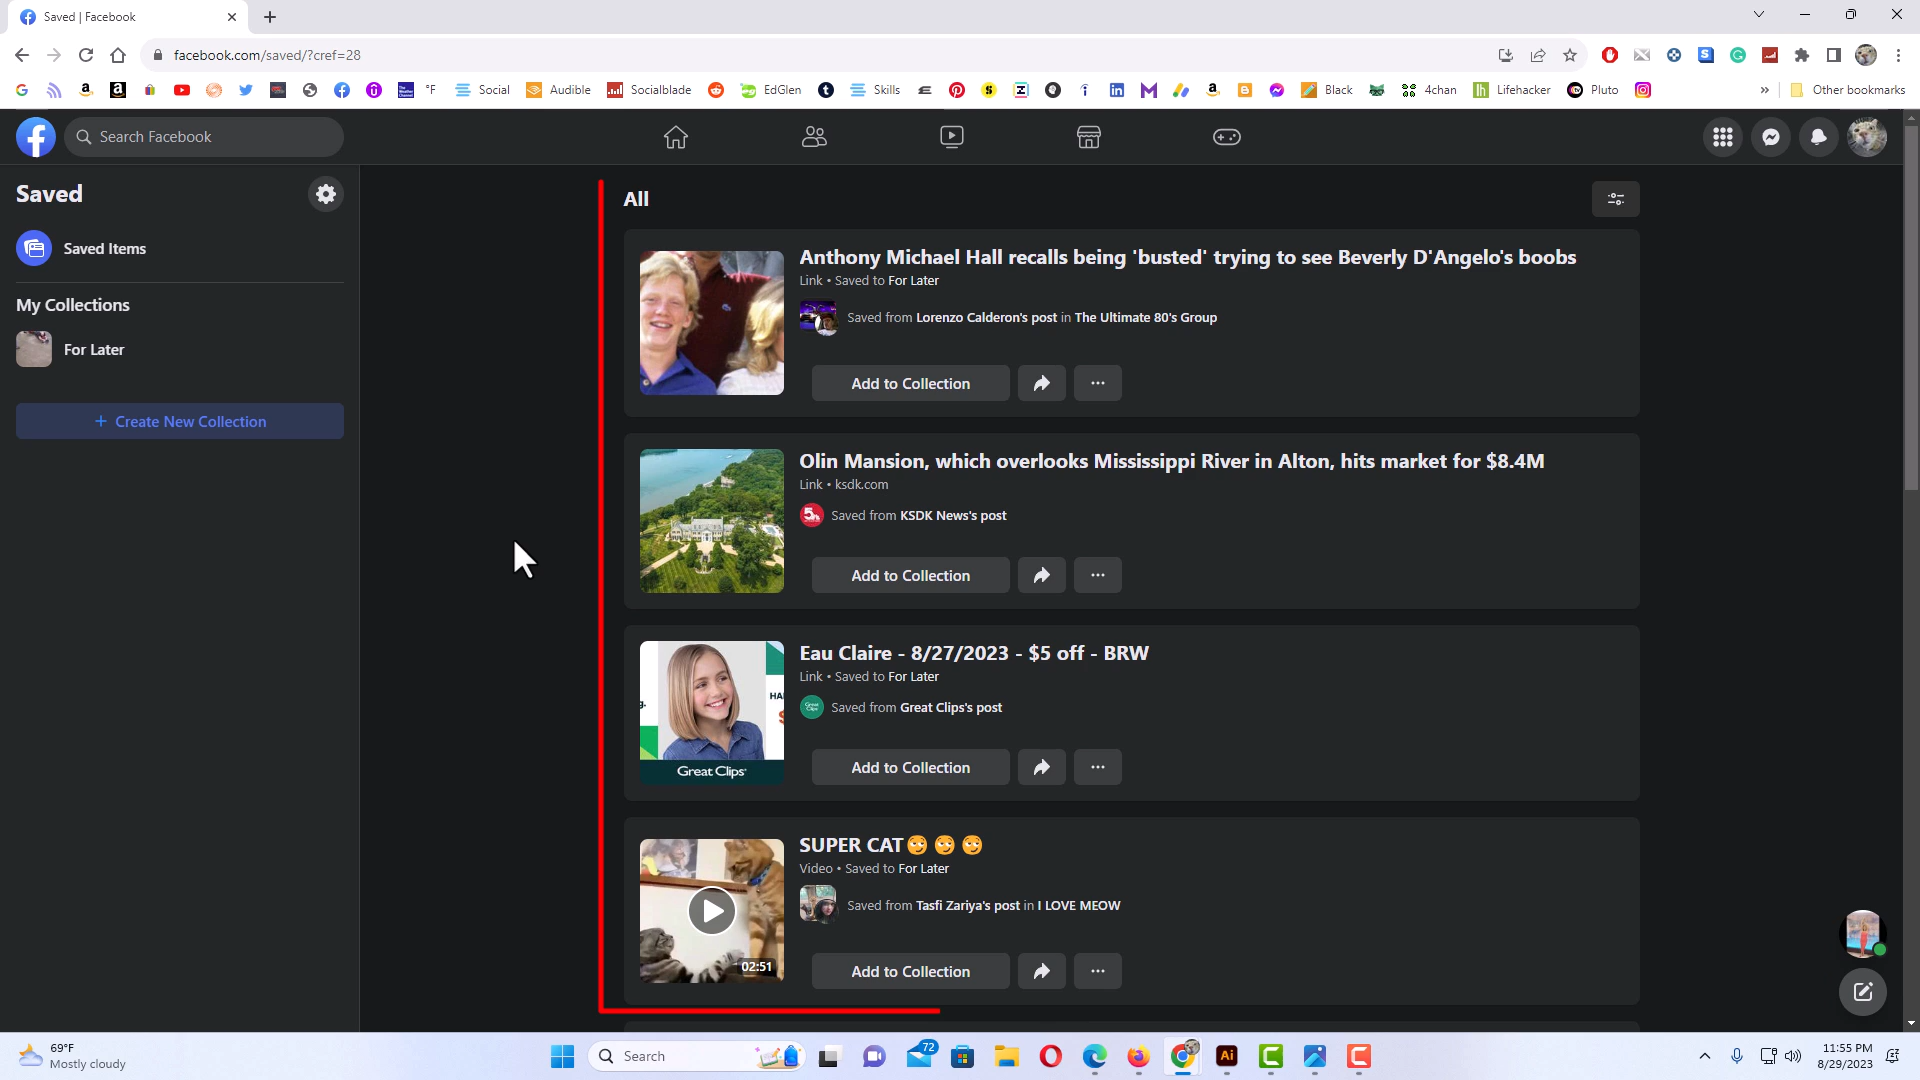 Saved | Facebook
facebook.com/saved/?cref=28
°F
Social
Audible
Socialblade
EdGlen
Skills
Black
4chan
Lifehacker
Pluto
Other bookmarks
Search Facebook
Saved
Saved Items
My Collections
For Later
+ Create New Collection
All
Anthony Michael Hall recalls being 'busted' trying to see Beverly D'Angelo's boobs
Link • Saved to For Later
Saved from Lorenzo Calderon's post in The Ultimate 80's Group
Add to Collection
Olin Mansion, which overlooks Mississippi River in Alton, hits market for $8.4M
Link • ksdk.com
Saved from KSDK News's post
Add to Collection
Eau Claire - 8/27/2023 - $5 off - BRW
Link • Saved to For Later
Saved from Great Clips's post
HA
Great Clips
Add to Collection
SUPER CAT😏😏😏
Video • Saved to For Later
Saved from Tasfi Zariya's post in I LOVE MEOW
02:51
Add to Collection
69°F
Mostly cloudy
Search
72
Ai
11:55 PM
8/29/2023